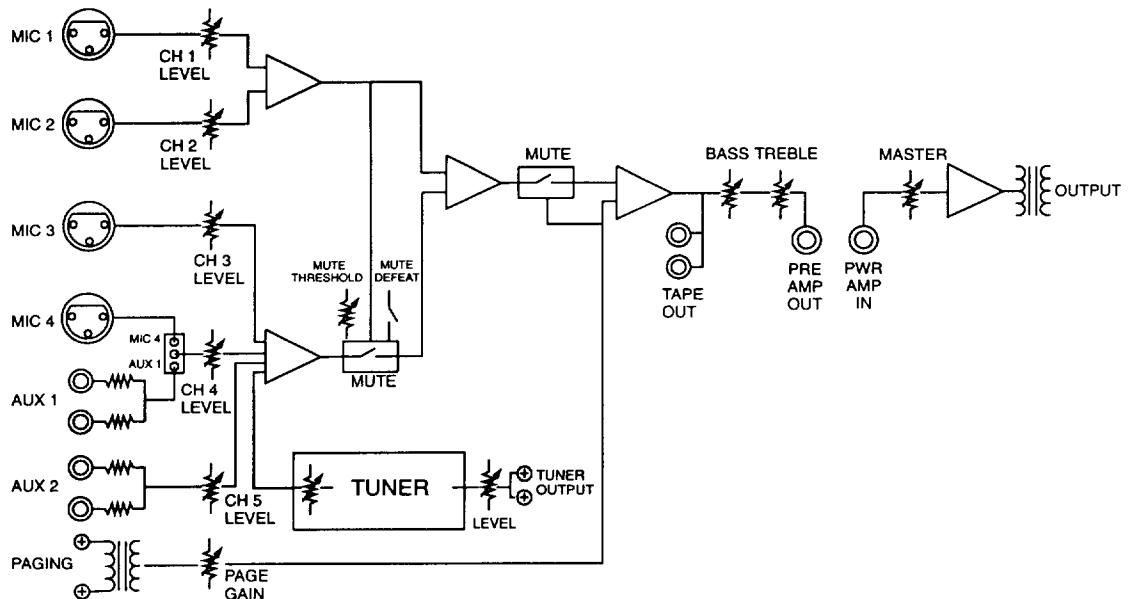 MIC 1
CH 1
LEVEL
MIC 2
CH 2
LEVEL
MUTE
BASS TREBLE
MASTER
OUTPUT
MIC 3
CH 3
LEVEL
MUTE
THRESHOLD
MUTE
DEFEAT
TAPE
OUT
PRE
AMP
OUT
PWR
AMP
IN
MIC 4
MIC 4
AUX 1
CH 4
LEVEL
MUTE
AUX 1
AUX 2
CH 5
LEVEL
TUNER
LEVEL
TUNER
OUTPUT
PAGING
PAGE
GAIN